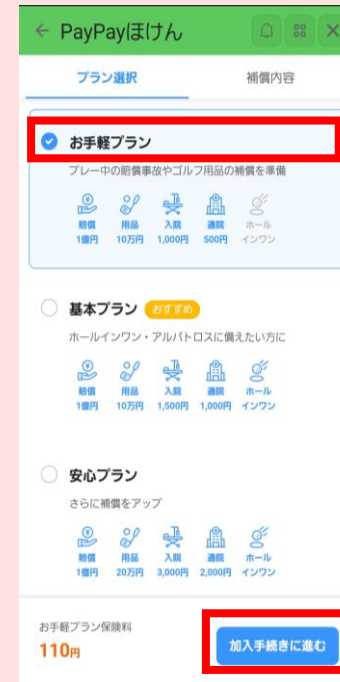 ← PayPayほけん
プラン選択 補償内容
お手軽プラン
プレー中の賠償事故やゴルフ用品の補償を準備
賠償 用品 入院 通院 ホール
1億円 10万円 1,000円 500円 インワン
基本プラン おすすめ
ホールインワン・アルバトロスに備えたい方に
賠償 用品 入院 通院 ホール
1億円 10万円 1,500円 1,000円 インワン
安心プラン
さらに補償をアップ
賠償 用品 入院 通院 ホール
1億円 20万円 3,000円 2,000円 インワン
お手軽プラン保険料
110円
加入手続きに進む